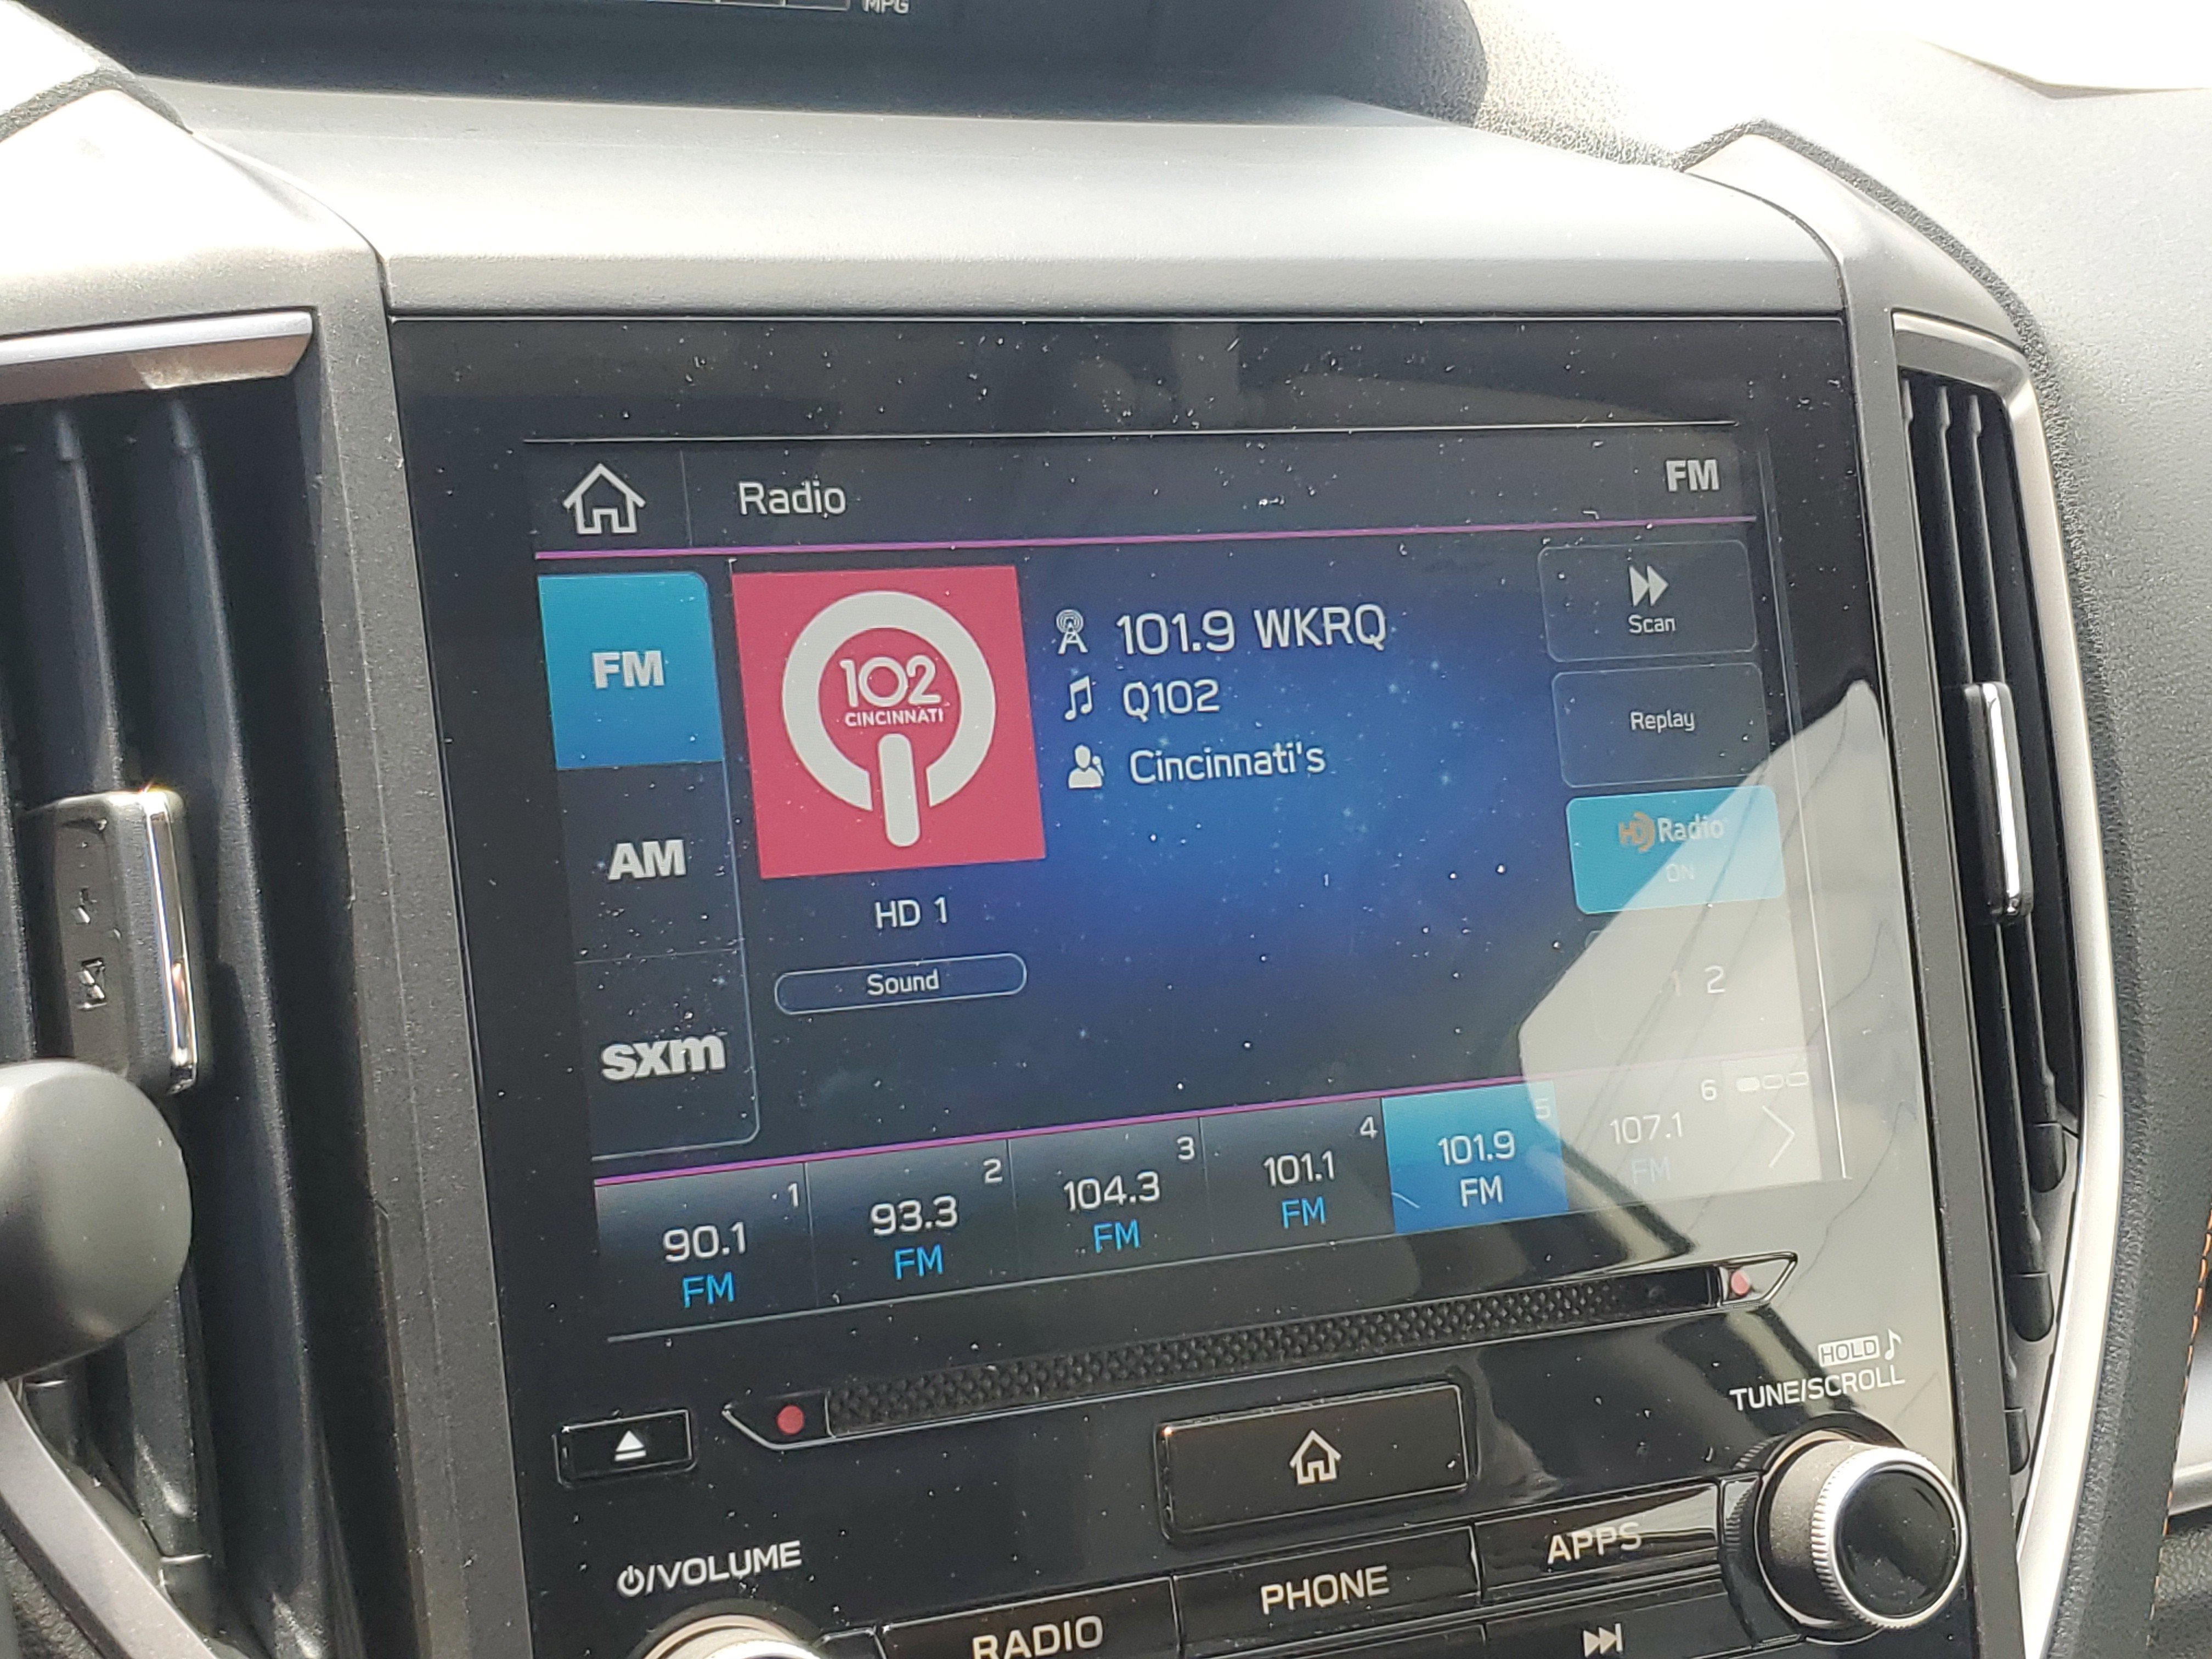 MPG
Radio
FM
FM
AM
sxm
102
CINCINNATI
HD 1
Sound
101.9 WKRQ
Q102
Cincinnati's
Scan
Replay
HD Radio
ON
1 2
1
90.1
FM
2
93.3
FM
3
104.3
FM
4
101.1
FM
5
101.9
FM
6
107.1
FM
HOLD
TUNE/SCROLL
/VOLUME
RADIO
PHONE
APPS